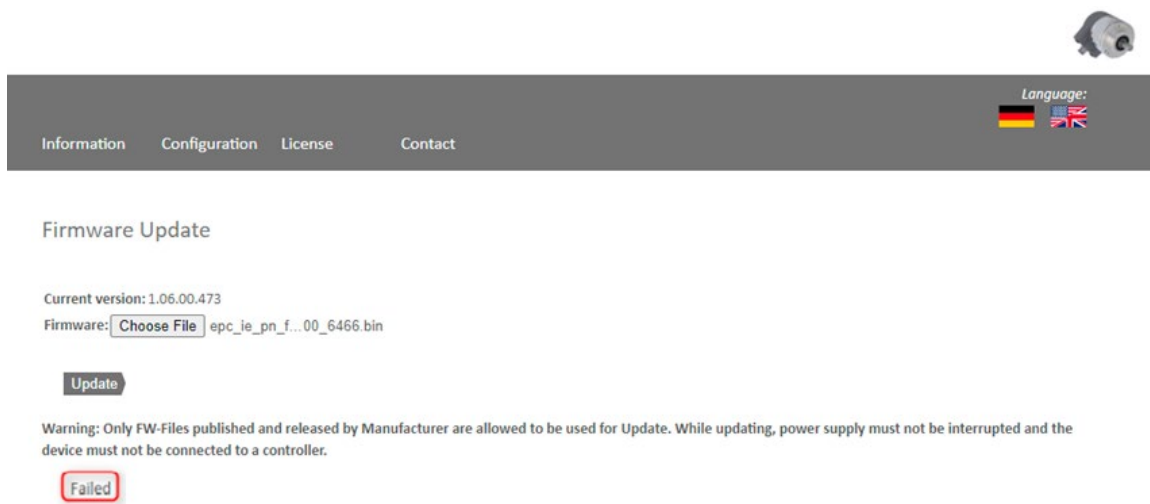 Language:
Information Configuration License Contact
Firmware Update
Current version: 1.06.00.473
Firmware: Choose File epc_ie_pn_f...00_6466.bin
Update
Warning: Only FW-Files published and released by Manufacturer are allowed to be used for Update. While updating, power supply must not be interrupted and the
device must not be connected to a controller.
Failed